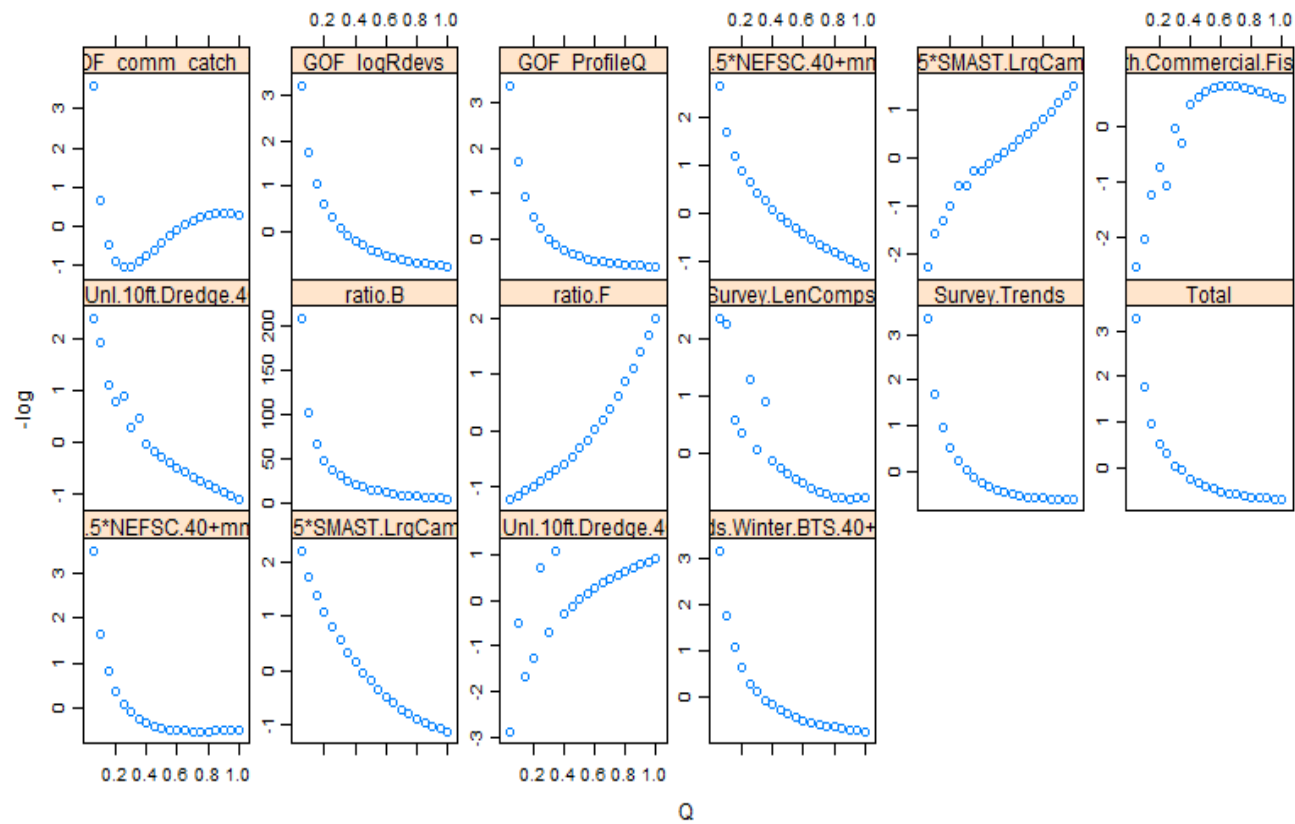 0.2 0.4 0.6 0.8 1.0 0.2 0.4 0.6 0.8 1.0 0.2 0.4 0.6 0.8 1.0
OF_comm_catch GOF_logRdevs GOF_ProfileQ .5*NEFSC.40+mm 5*SMAST.LrgCam th.Commercial.Fis
-1 0 1 2 3
0 1 2 3
0 1 2 3
-1 0 1 2
-2 -1 0 1
-2 -1 0
Unl.10ft.Dredge.4 ratio.B ratio.F Survey.LenComps Survey.Trends Total
-1 0 1 2
0 50 100 150 200
-1 0 1 2
0 1 2
0 1 2 3
0 1 2 3
.5*NEFSC.40+mm 5*SMAST.LrgCam Unl.10ft.Dredge.4 ds.Winter.BTS.40+
0 1 2 3
-1 0 1 2
-3 -2 -1 0 1
0 1 2 3
-log
0.2 0.4 0.6 0.8 1.0 0.2 0.4 0.6 0.8 1.0
Q